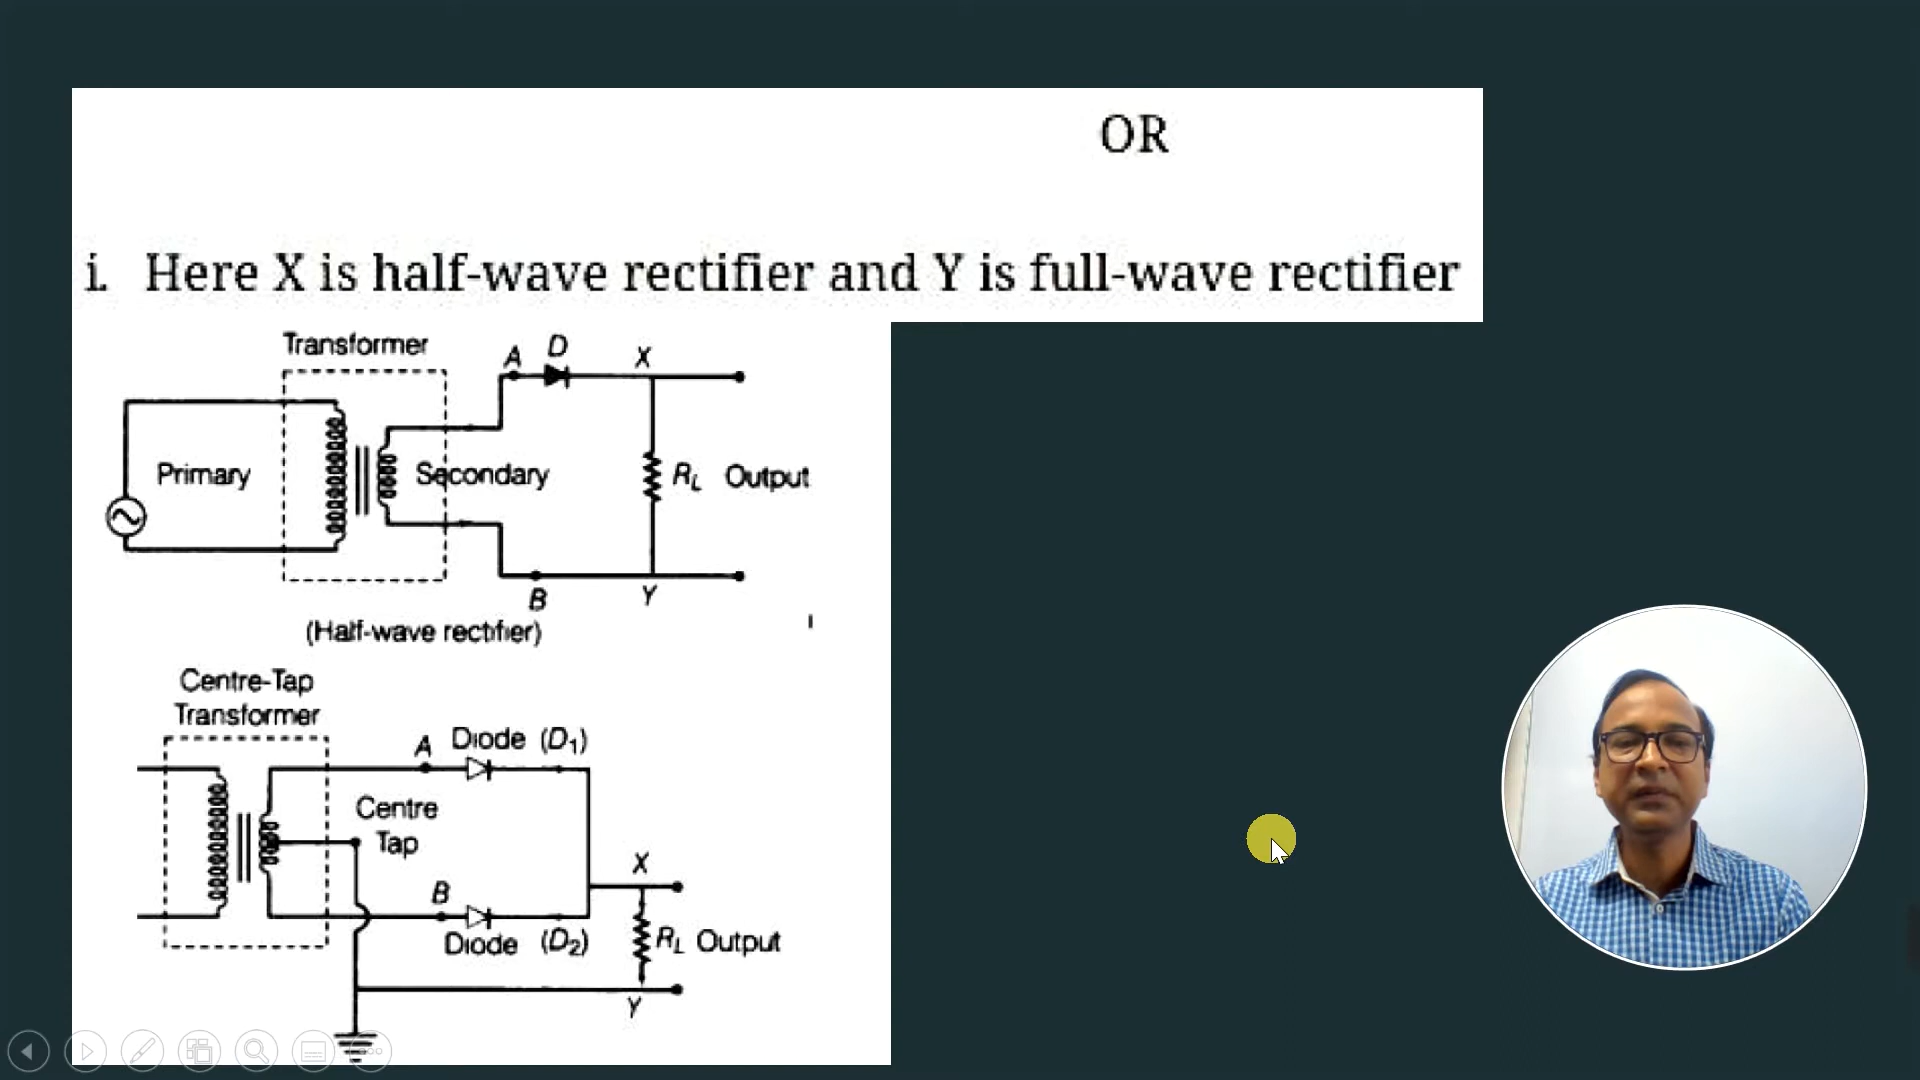 OR
i. Here X is half-wave rectifier and Y is full-wave rectifier
Transformer
A D X
Primary
Secondary
R_L Output
B Y
(Half-wave rectifier)
Centre-Tap
Transformer
A Diode (D₁)
Centre
Tap
X
B
Diode (D₂)
R_L Output
Y